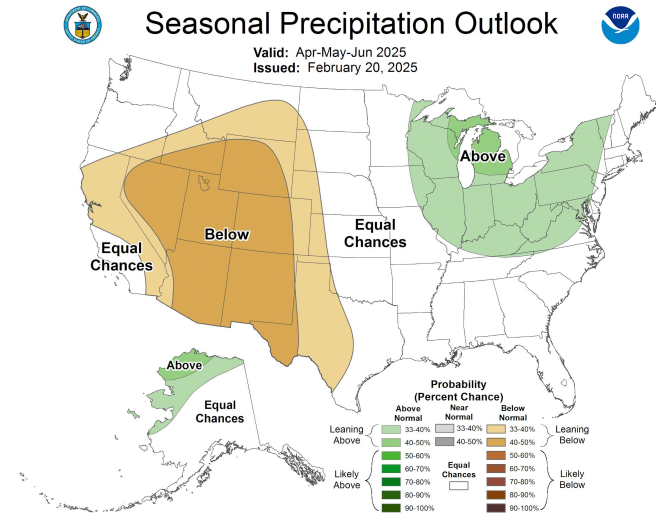 Seasonal Precipitation Outlook
Valid: Apr-May-Jun 2025
Issued: February 20, 2025
NOAA
Equal
Chances
Above
Below
Equal
Chances
Equal
Chances
Above
Equal
Chances
Probability
(Percent Chance)
Above
Normal
Near
Normal
Below
Normal
Leaning
Above
33-40%
33-40%
33-40%
Leaning
Below
40-50%
40-50%
40-50%
Likely
Above
50-60%
60-70%
70-80%
80-90%
90-100%
Equal
Chances
50-60%
60-70%
70-80%
80-90%
90-100%
Likely
Below